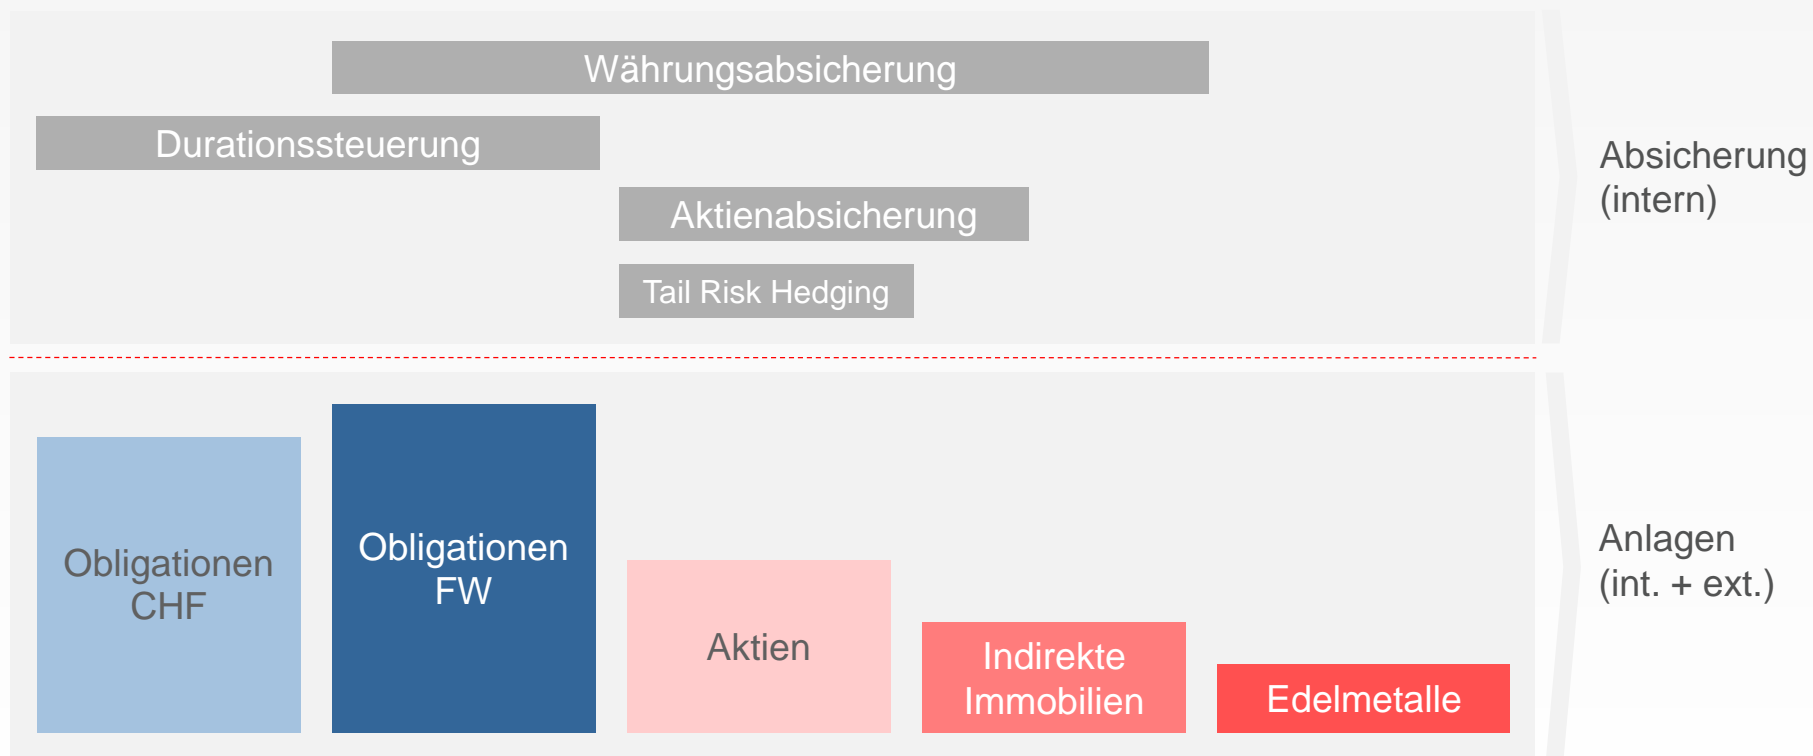 Währungsabsicherung
Durationssteuerung
Aktienabsicherung
Tail Risk Hedging
Absicherung
(intern)
Obligationen
CHF
Obligationen
FW
Aktien
Indirekte
Immobilien
Edelmetalle
Anlagen
(int. + ext.)